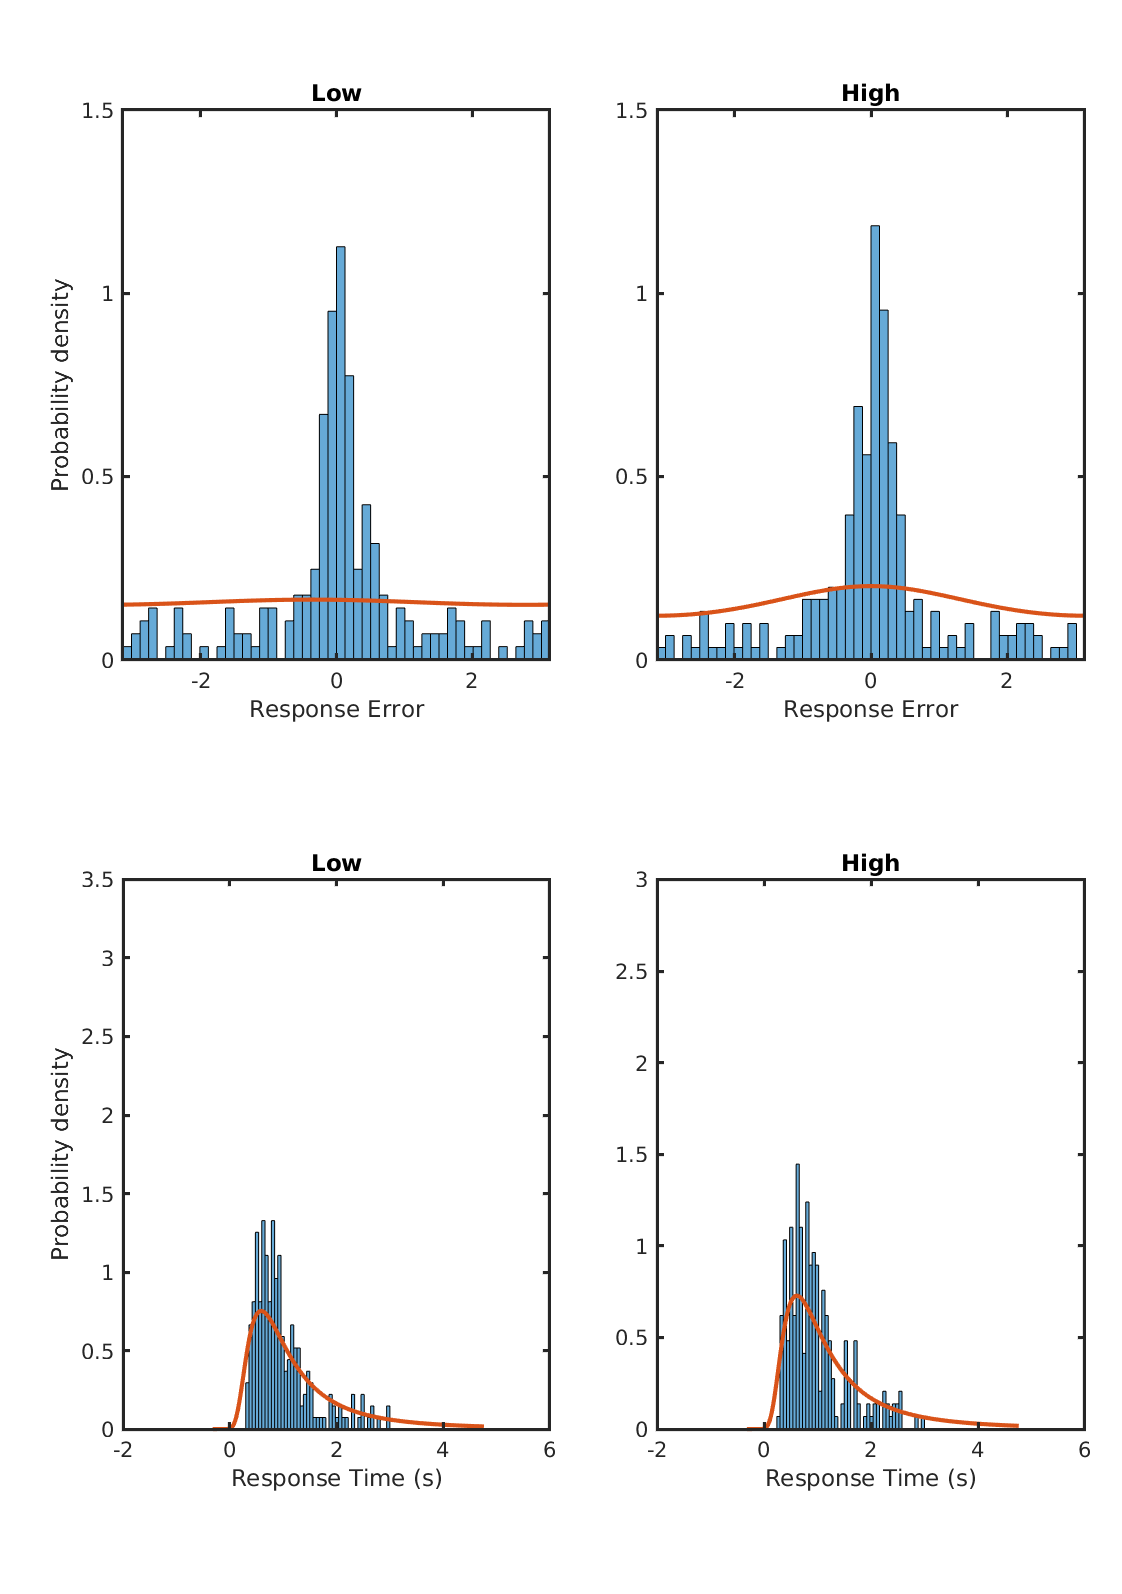 Low High
1.5 1.5
1 1
0.5 0.5
0 0
Probability density
-2 0 2 -2 0 2
Response Error Response Error
Low High
3.5 3
3 2.5
2.5 2
2 1.5
1.5 1
1 0.5
0.5 0
0
Probability density
-2 0 2 4 6 -2 0 2 4 6
Response Time (s) Response Time (s)